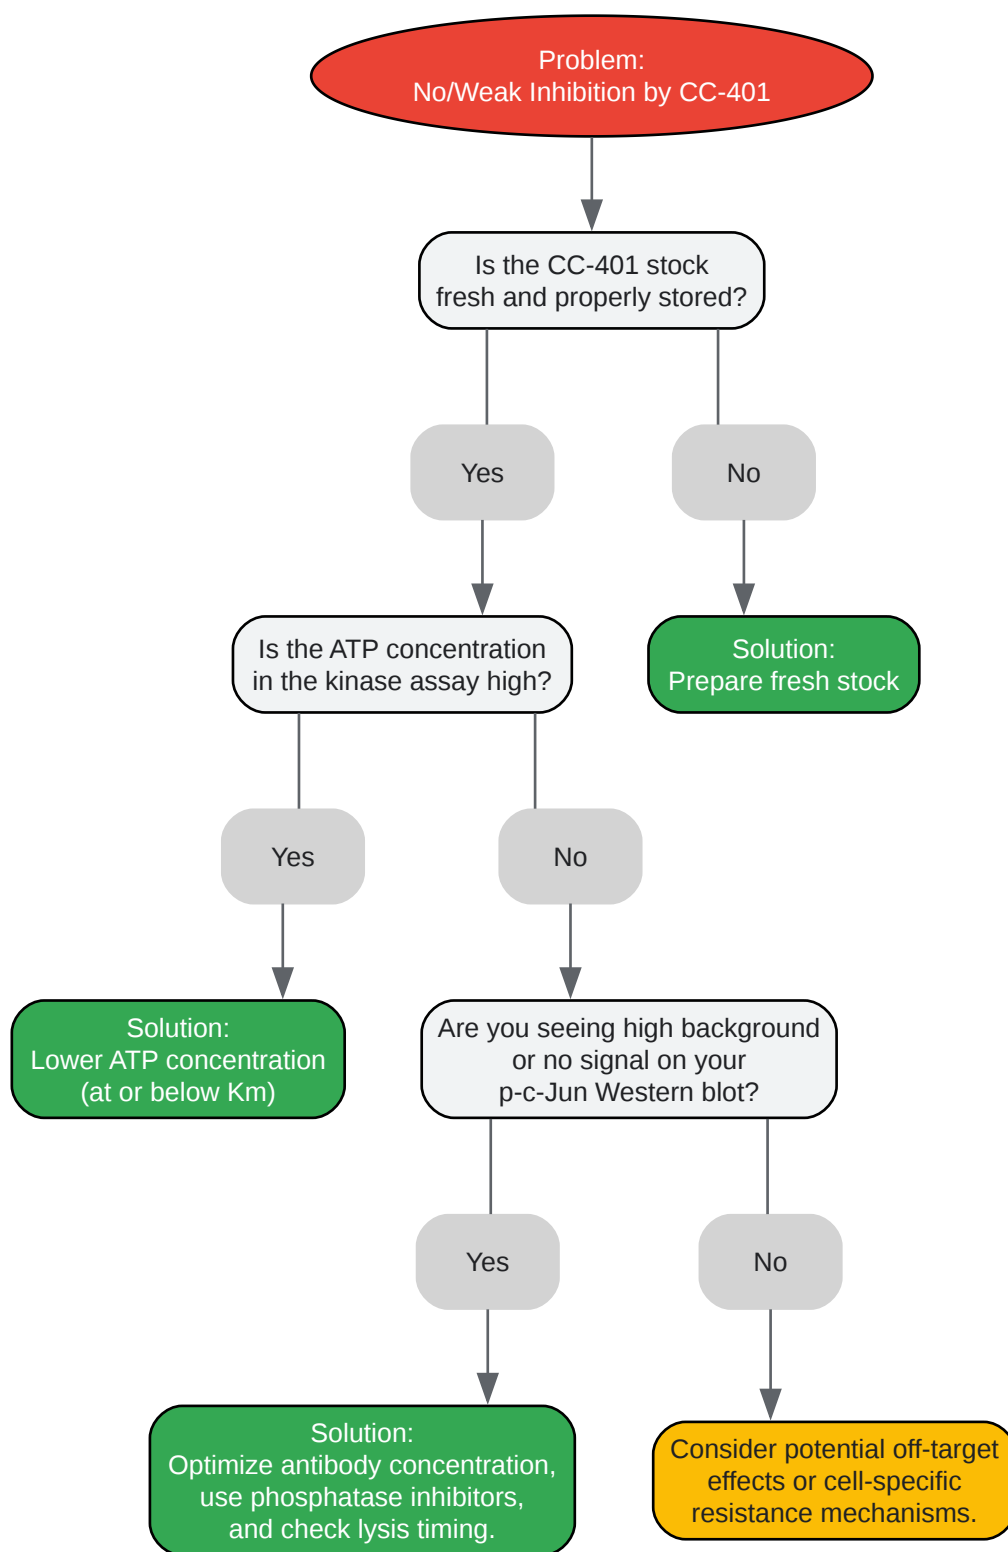 Problem:
No/Weak Inhibition by CC-401
Is the CC-401 stock
fresh and properly stored?
Yes
No
Is the ATP concentration
in the kinase assay high?
Solution:
Prepare fresh stock
Yes
No
Solution:
Lower ATP concentration
(at or below Km)
Are you seeing high background
or no signal on your
p-c-Jun Western blot?
Yes
No
Solution:
Optimize antibody concentration,
use phosphatase inhibitors,
and check lysis timing.
Consider potential off-target
effects or cell-specific
resistance mechanisms.